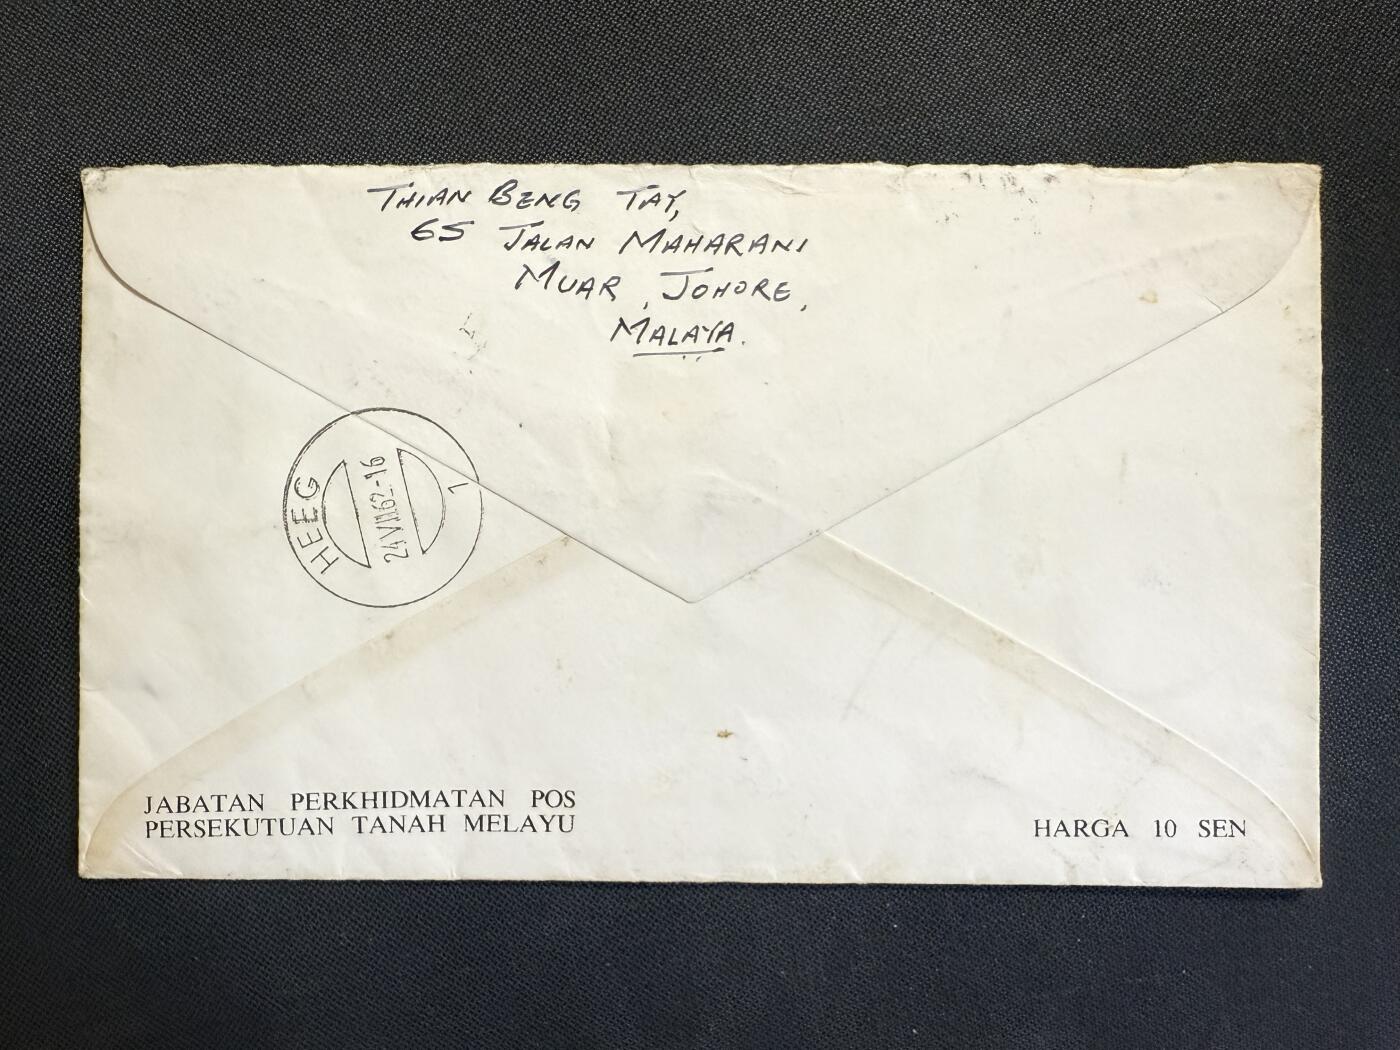 THIAN BENG TAY,
65 JALAN MAHARANI
MUAR, JOHORE,
MALAYA.
HEEG
24.VII.62.-16
1
JABATAN PERKHIDMATAN POS
PERSEKUTUAN TANAH MELAYU
HARGA 10 SEN